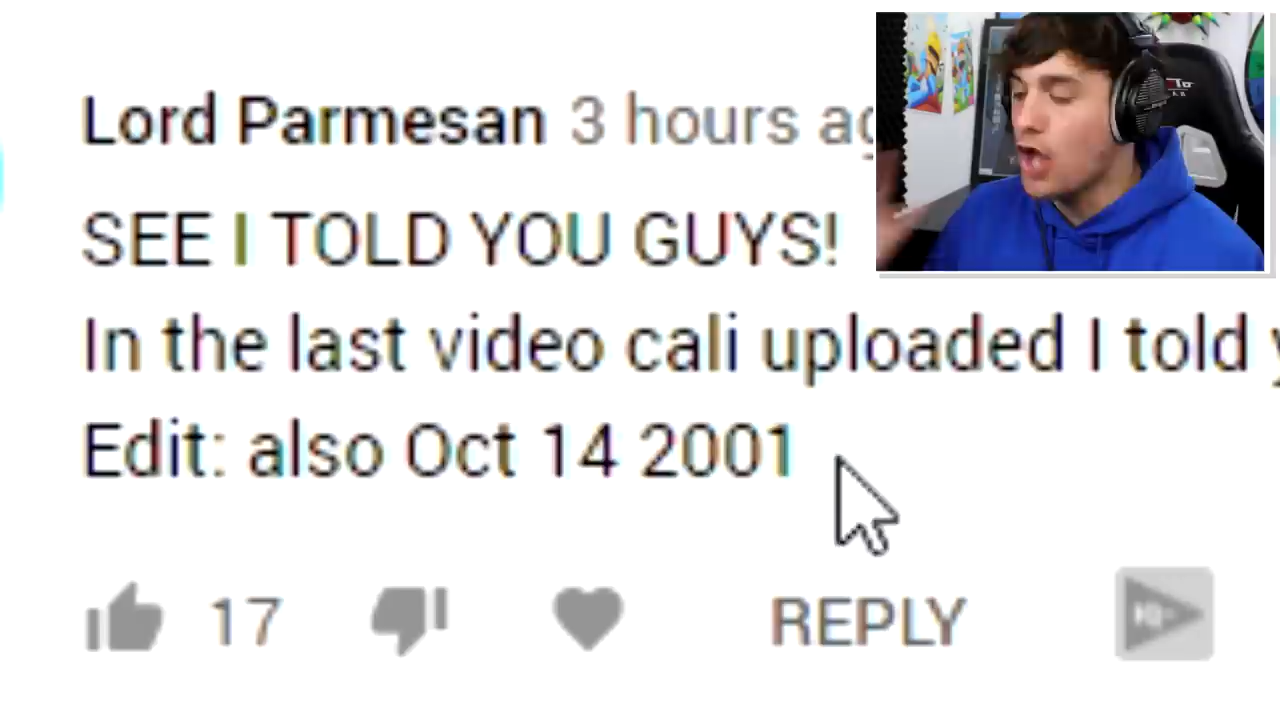 Lord Parmesan 3 hours
SEE I TOLD YOU GUYS!
In the last video cali uploaded I told
Edit: also Oct 14 2001
17 REPLY